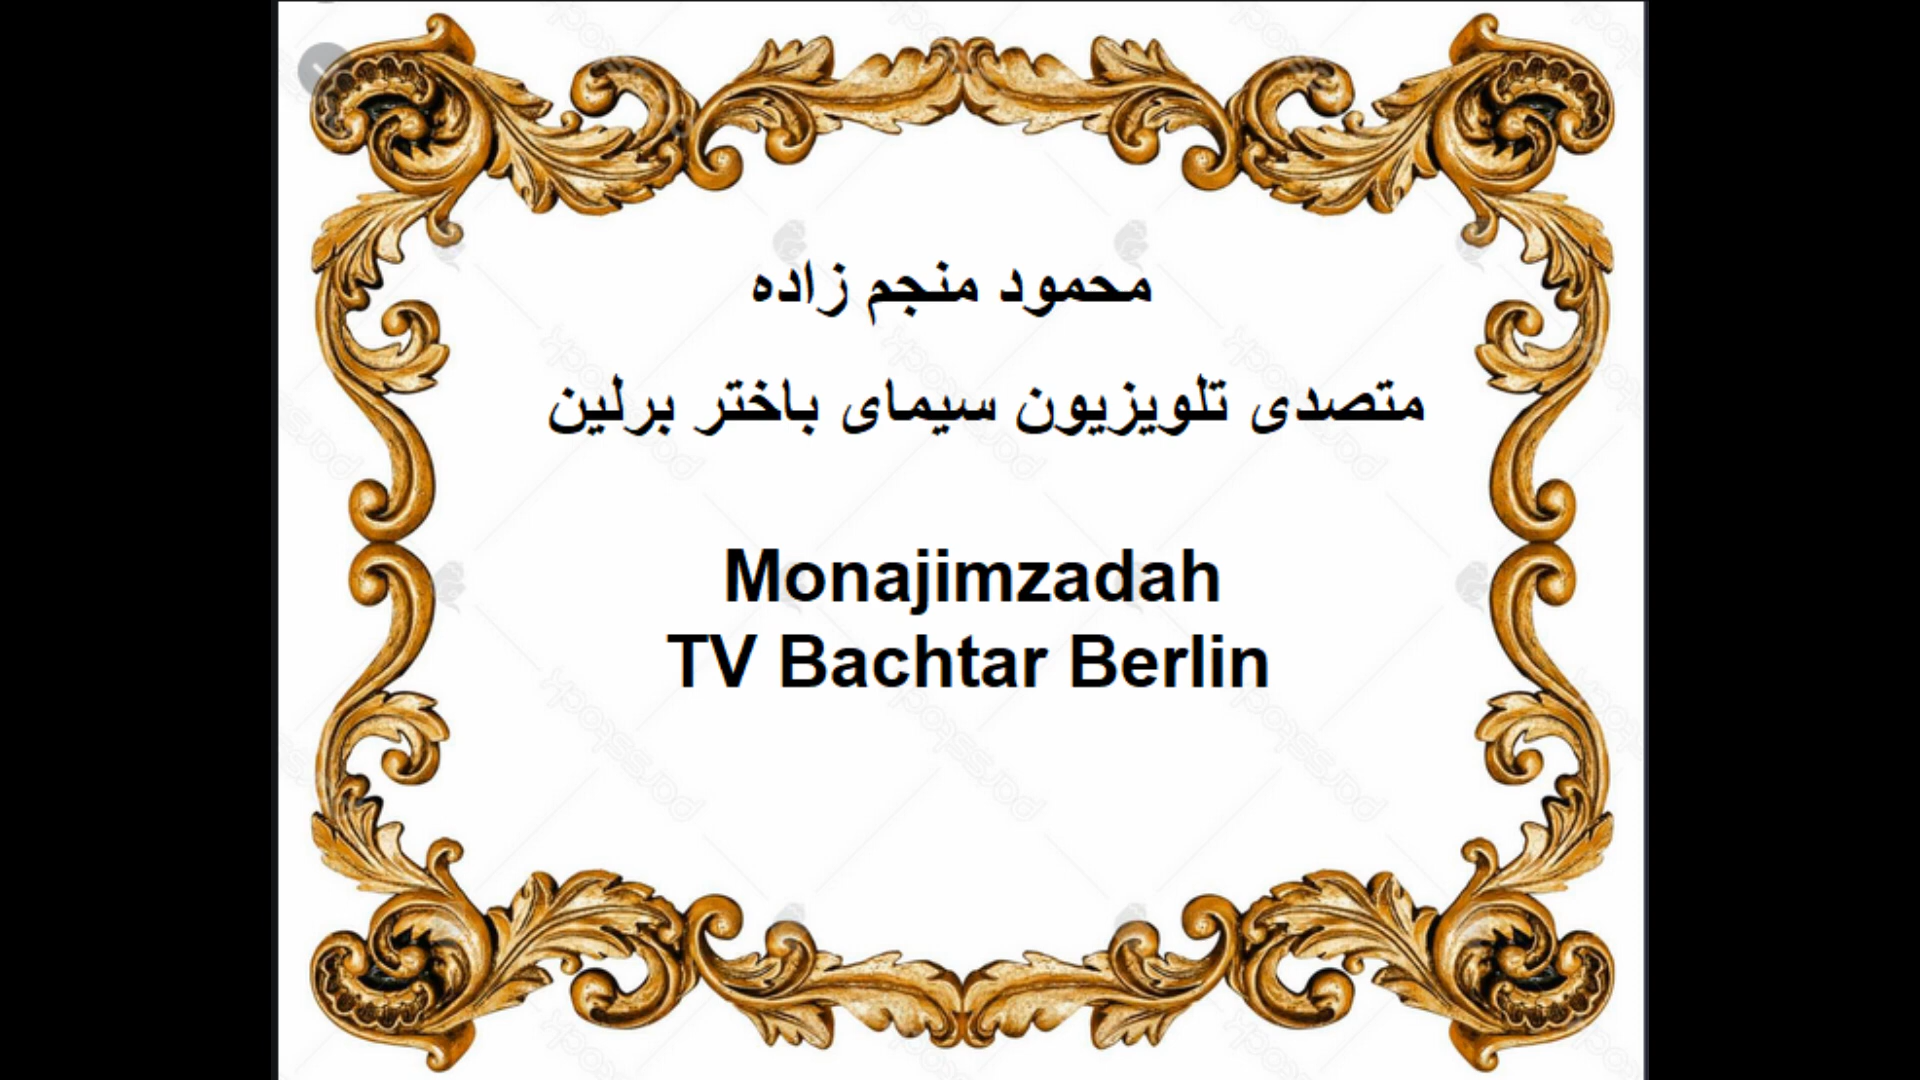 محمود منجم زاده
متصدی تلویزیون سیمای باختر برلین
Monajimzadah
TV Bachtar Berlin